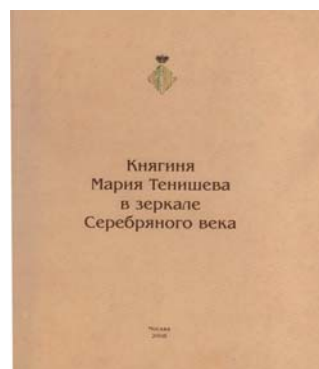 Княгиня
Мария Тенишева
в зеркале
Серебряного века
Москва
2008